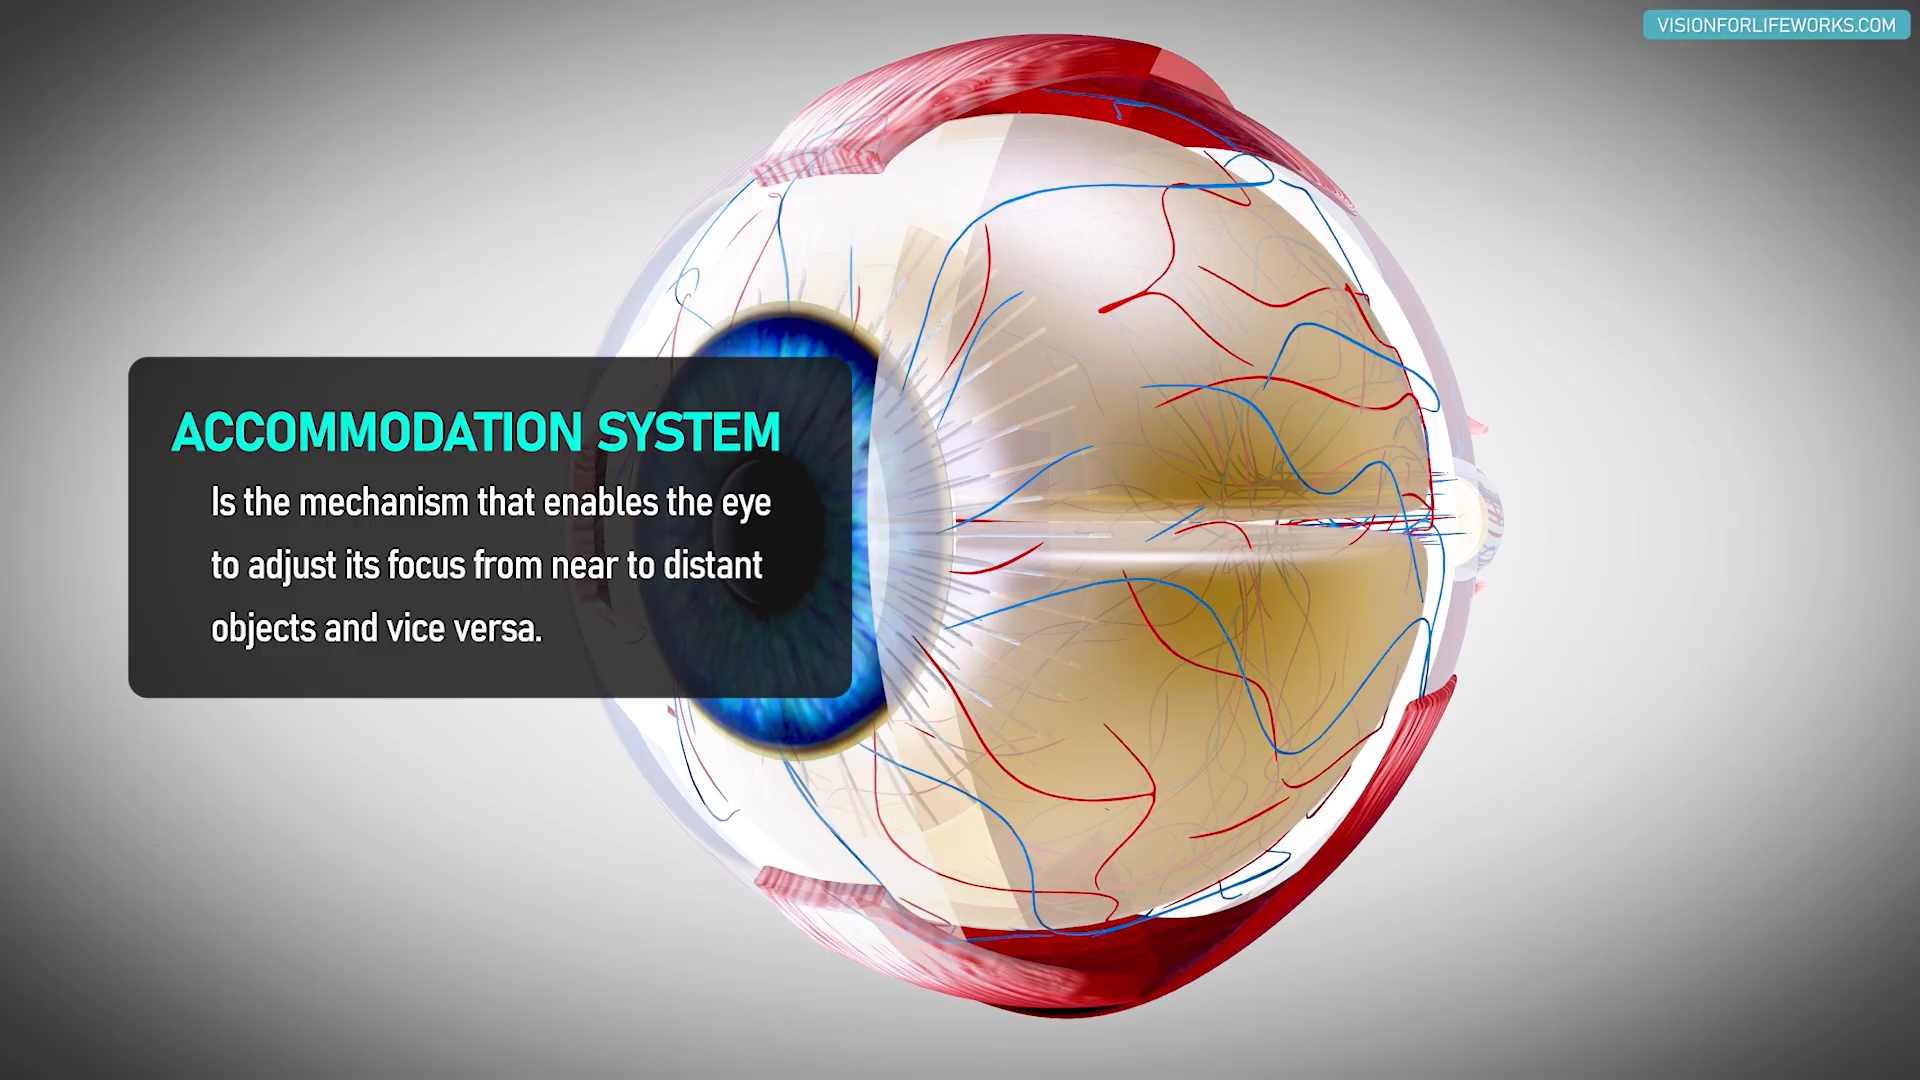 VISIONFORLIFEWORKS.COM
ACCOMMODATION SYSTEM
Is the mechanism that enables the eye
to adjust its focus from near to distant
objects and vice versa.